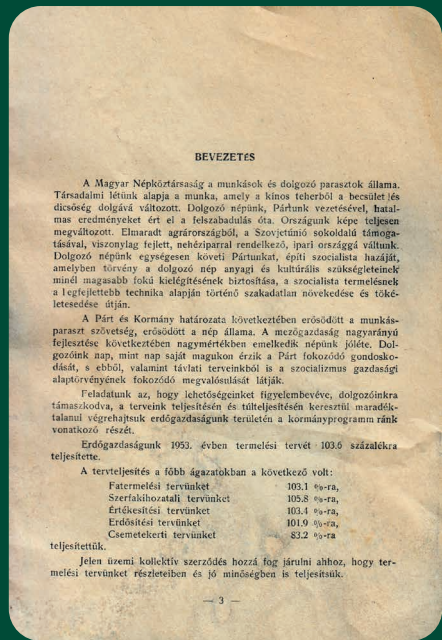 BEVEZETÉS
A Magyar Népköztársaság a munkások és dolgozó parasztok állama.
Társadalmi létünk alapja a munka, amely a kínos teherből a becsület és
dicsőség dolgává változott. Dolgozó népünk, Pártunk vezetésével, hatal-
mas eredményeket ért el a felszabadulás óta. Országunk képe teljesen
megváltozott. Elmaradt agrárországból, a Szovjetúnió sokoldalú támoga-
tásával, viszonylag fejlett, nehéziparral rendelkező, ipari országgá váltunk.
Dolgozó népünk egységesen követi Pártunkat, építi szocialista hazáját,
amelyben törvény a dolgozó nép anyagi és kultúrális szükségleteinek
minél magasabb fokú kielégítésének biztosítása, a szocialista termelésnek
a legfejlettebb technika alapján történő szakadatlan növekedése és töké-
letesedése útján.
A Párt és Kormány határozata következtében erősödött a munkás-
paraszt szövetség, erősödött a nép állama. A mezőgazdaság nagyarányú
fejlesztése következtében nagymértékben emelkedik népünk jóléte. Dol-
gozóink nap, mint nap saját magukon érzik a Párt fokozódó gondosko-
dását, s ebből, valamint távlati terveinkből is a szocializmus gazdasági
alaptörvényének fokozódó megvalósulását látják.
Feladatunk az, hogy lehetőségeinket figyelembevéve, dolgozóinkra
támaszkodva, a terveink teljesítésén és túlteljesítésén keresztül maradék-
talanul végrehajtsuk erdőgazdaságunk területén a kormányprogramm ránk
vonatkozó részét.
Erdőgazdaságunk 1953. évben termelési tervét 103.6 százalékra
teljesítette.
A tervteljesítés a főbb ágazatokban a következő volt:
Fatermelési tervünket 103.1 %-ra,
Szerfakihozatali tervünket 105.8 %-ra,
Értékesítési tervünket 103.4 %-ra,
Erdősítési tervünket 101.9 %-ra,
Csemetekerti tervünket 83.2 %-ra
teljesítettük.
Jelen üzemi kollektív szerződés hozzá fog járulni ahhoz, hogy ter-
melési tervünket részleteiben és jó minőségben is teljesítsük.
— 3 —